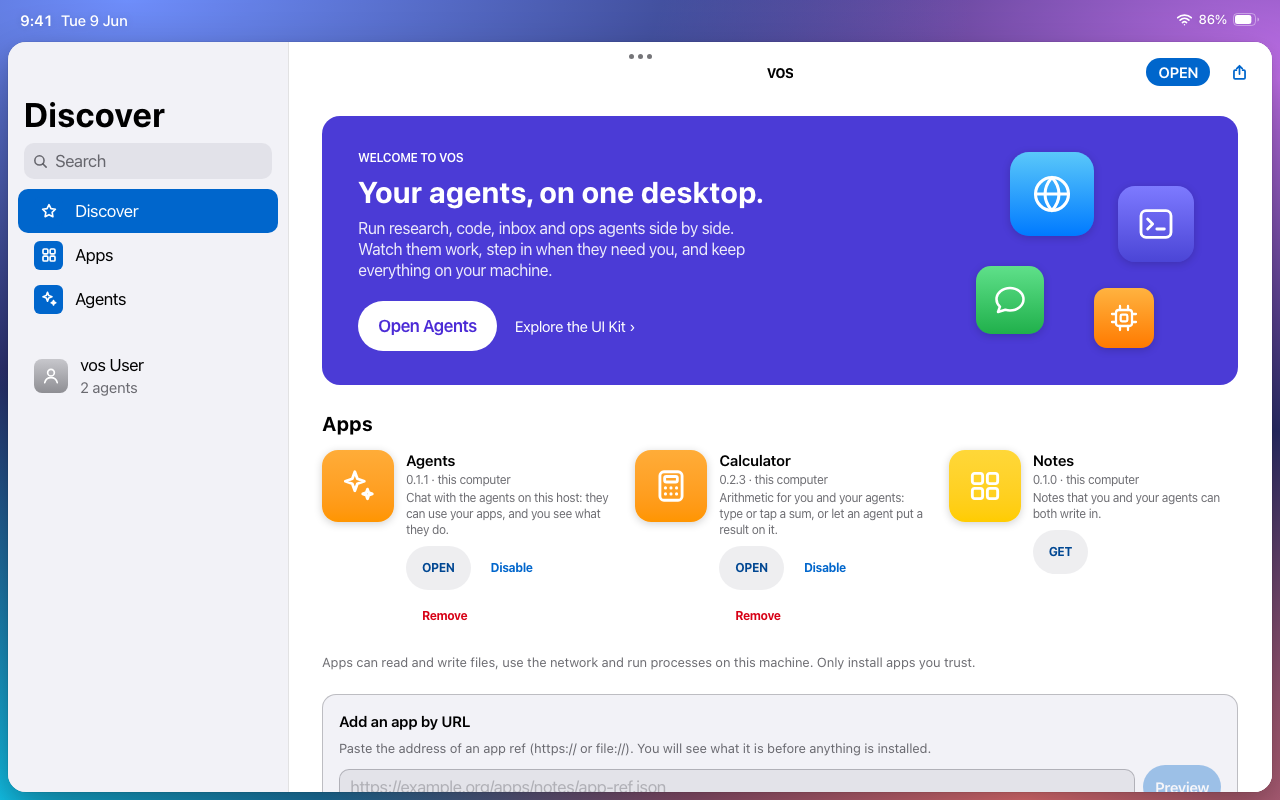 9:41 Tue 9 Jun
86%
Discover
Search
Discover
Apps
Agents
vos User
2 agents
VOS
OPEN
WELCOME TO VOS
Your agents, on one desktop.
Run research, code, inbox and ops agents side by side.
Watch them work, step in when they need you, and keep
everything on your machine.
Open Agents
Explore the UI Kit ›
Apps
Agents
0.1.1 · this computer
Chat with the agents on this host: they
can use your apps, and you see what
they do.
OPEN
Disable
Remove
Calculator
0.2.3 · this computer
Arithmetic for you and your agents:
type or tap a sum, or let an agent put a
result on it.
OPEN
Disable
Remove
Notes
0.1.0 · this computer
Notes that you and your agents can
both write in.
GET
Apps can read and write files, use the network and run processes on this machine. Only install apps you trust.
Add an app by URL
Paste the address of an app ref (https:// or file://). You will see what it is before anything is installed.
https://example.org/apps/notes/app-ref.json
Preview